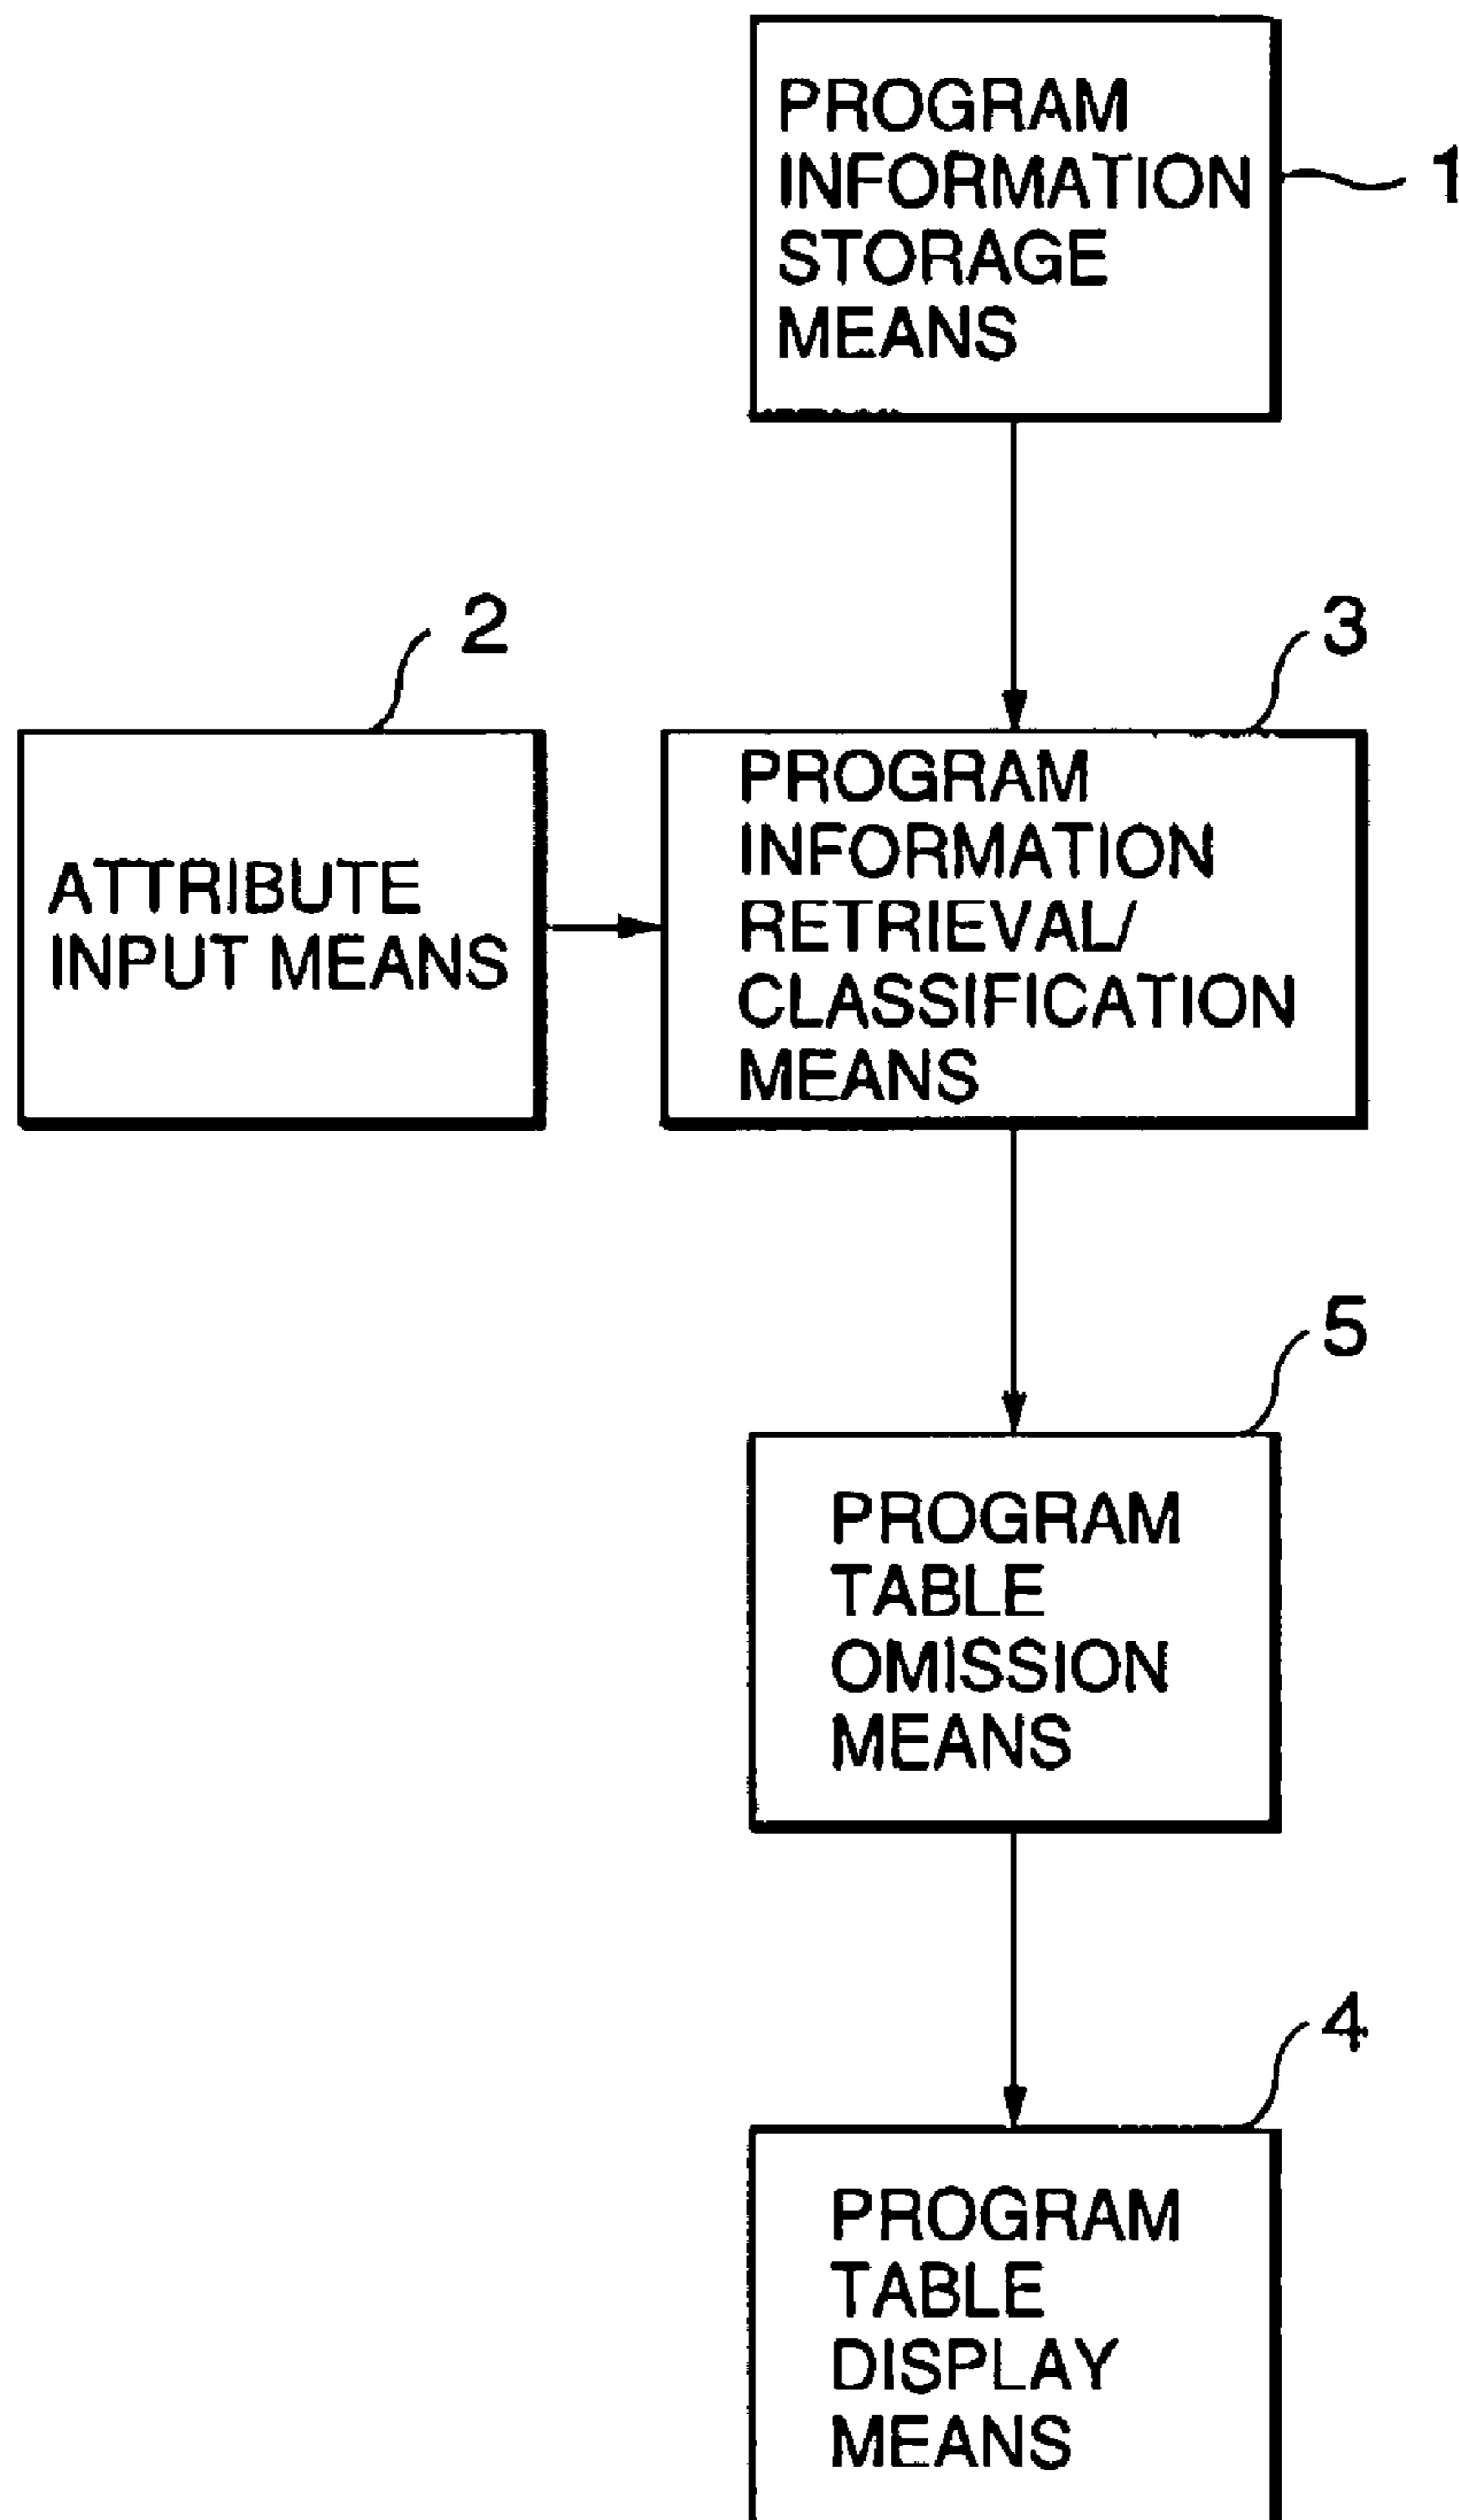 PROGRAM
INFORMATION
STORAGE
MEANS
1
2
3
ATTRIBUTE
INPUT MEANS
PROGRAM
INFORMATION
RETRIEVAL/
CLASSIFICATION
MEANS
5
PROGRAM
TABLE
OMISSION
MEANS
4
PROGRAM
TABLE
DISPLAY
MEANS